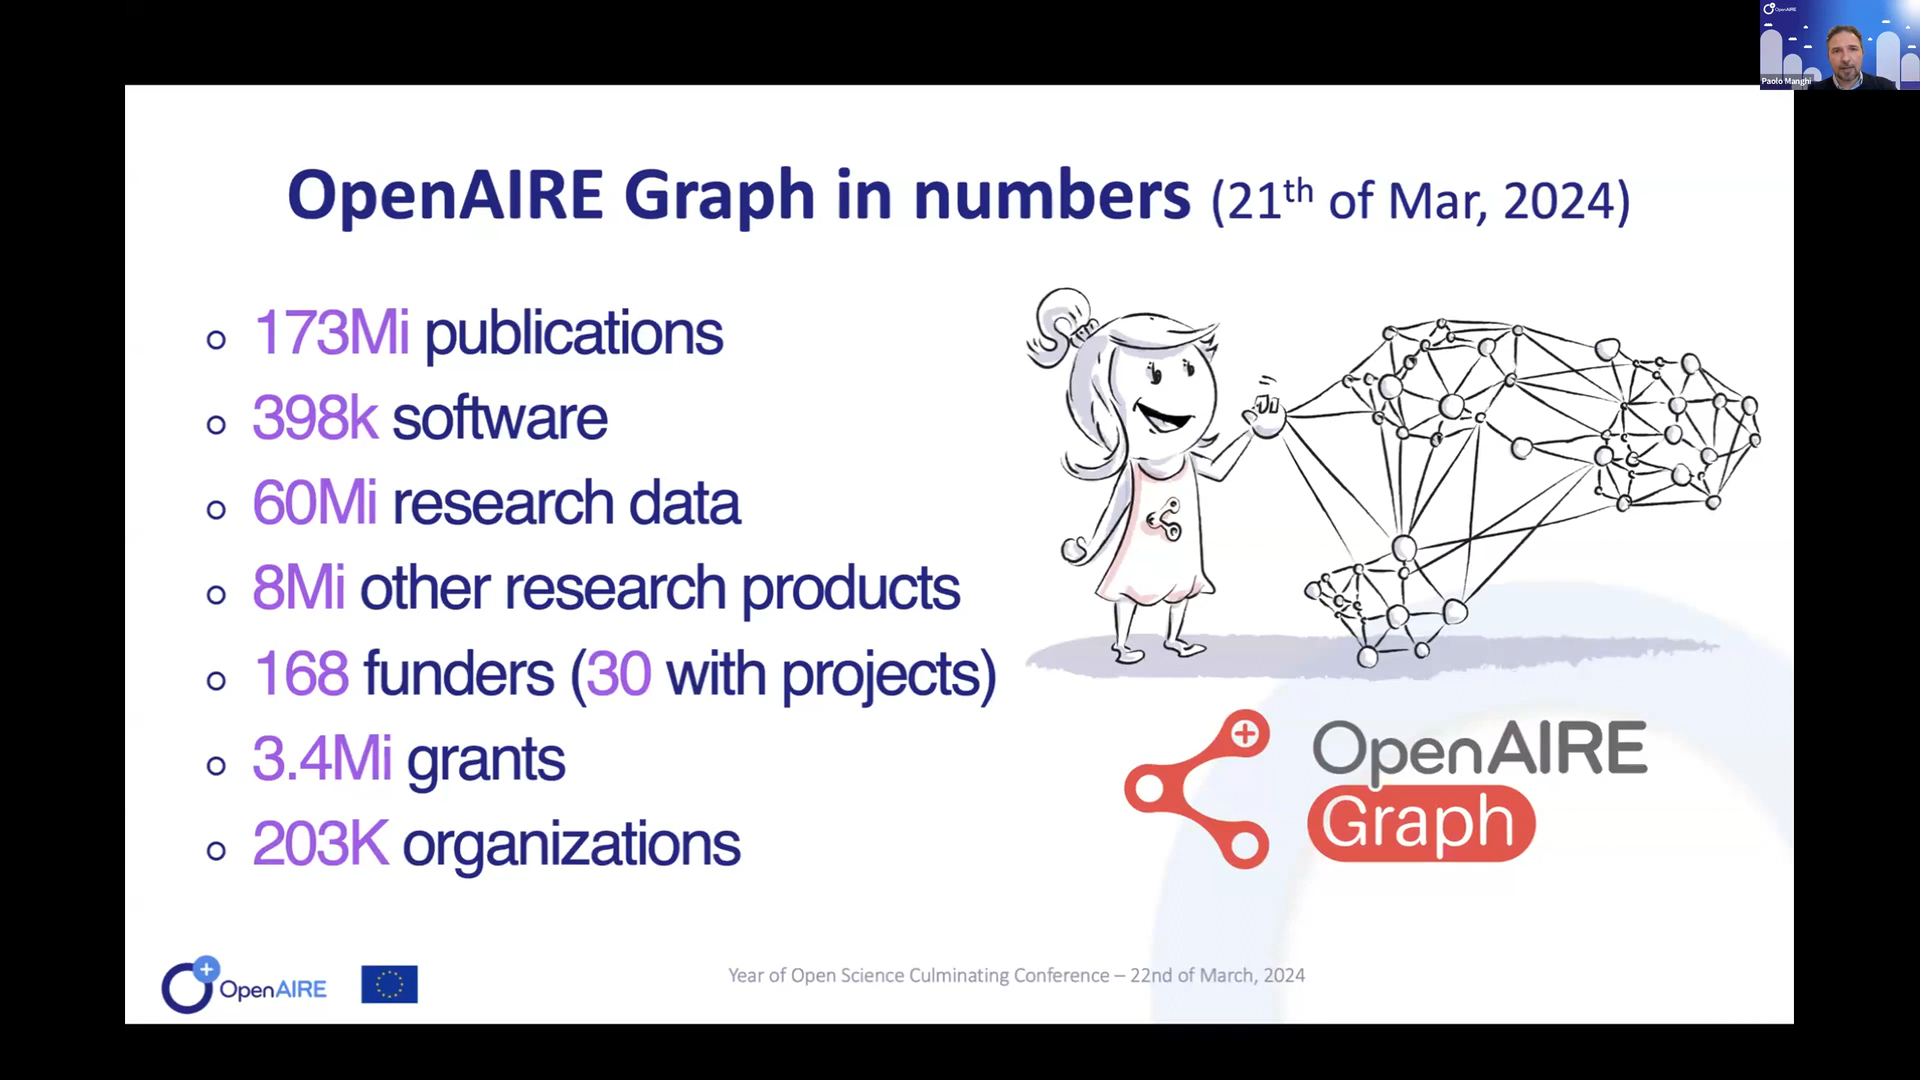 OpenAIRE
Paolo Manghi
OpenAIRE Graph in numbers (21th of Mar, 2024)
173Mi publications
398k software
60Mi research data
8Mi other research products
168 funders (30 with projects)
3.4Mi grants
203K organizations
OpenAIRE
Graph
OpenAIRE
Year of Open Science Culminating Conference – 22nd of March, 2024